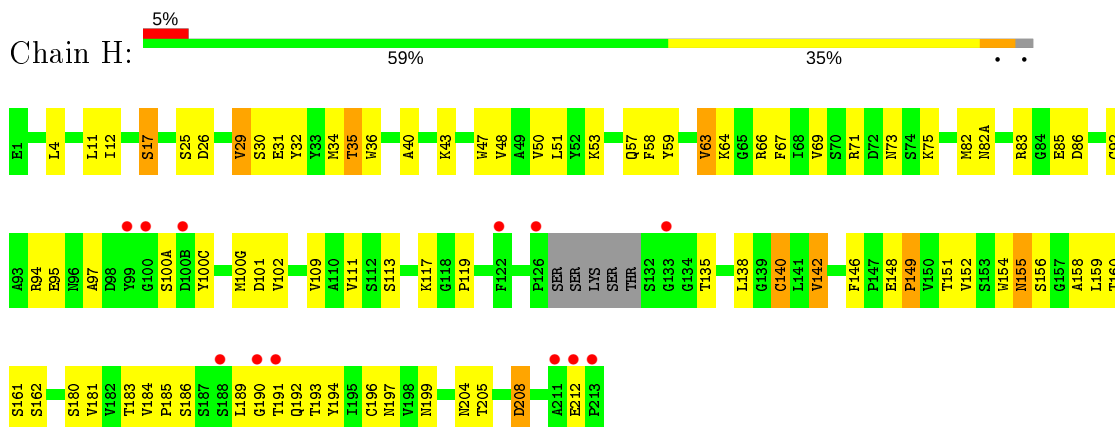 5%
Chain H:
59% 35% • •
E1 L4 L11 I12 S17 S25 D26 V29 S30 E31 Y32 Y33 M34 T35 W36 A40 K43 W47 V48 A49 V50 L51 Y52 K53 Q57 F58 Y59 V63 K64 G65 R66 F67 I68 V69 S70 R71 D72 N73 S74 K75 M82 N82A R83 G84 E85 D86
A93 R94 E95 N96 A97 D98 Y99 G100 S100A D100B Y100C M100G D101 V102 V109 A110 V111 S112 S113 K117 G118 P119 F122 P126 SER SER LYS SER THR S132 G133 G134 T135 L138 G139 C140 L141 V142 F146 P147 E148 P149 V150 T151 V152 S153 W154 N155 S156 G157 A158 L159 T160
S161 S162 S180 V181 V182 T183 V184 P185 S186 S187 S188 L189 G190 T191 Q192 T193 Y194 I195 C196 N197 V198 N199 N204 T205 D208 A211 E212 P213